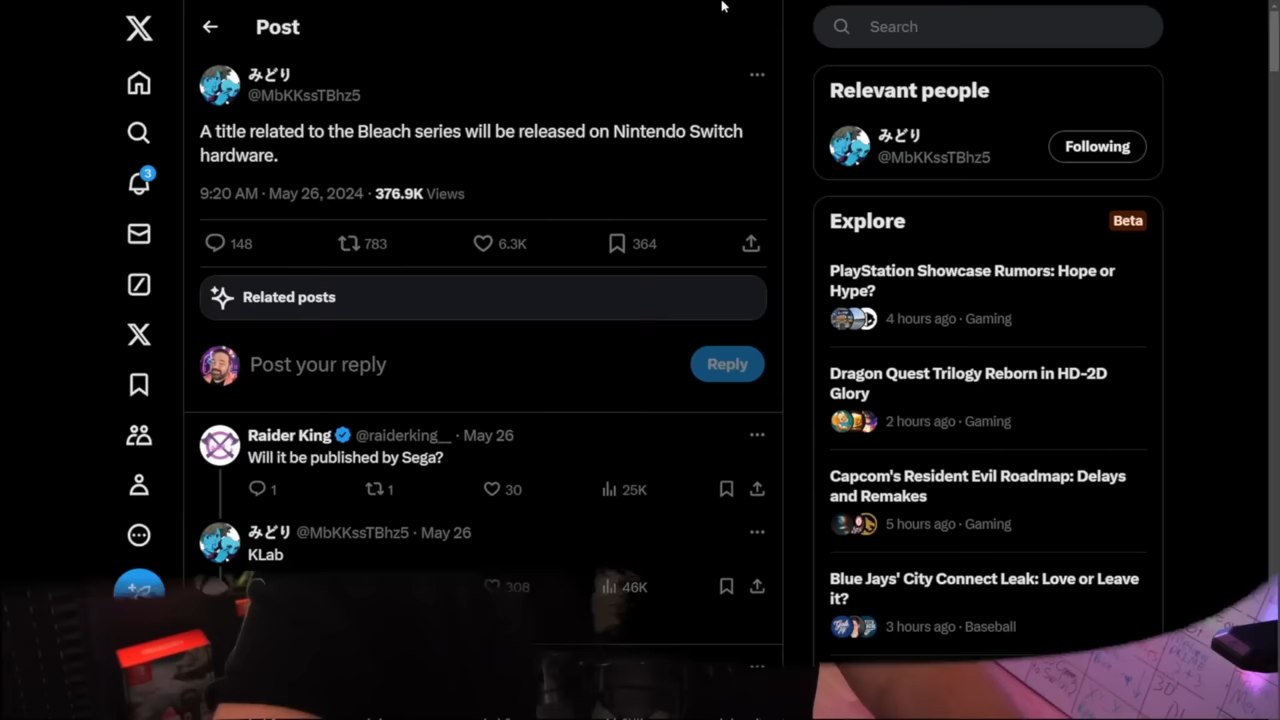 Post
みどり
@MbKKssTBhz5
A title related to the Bleach series will be released on Nintendo Switch
hardware.
9:20 AM · May 26, 2024 · 376.9K Views
148 783 6.3K 364
Related posts
Post your reply
Reply
Raider King @raiderking__ · May 26
Will it be published by Sega?
1 1 30 25K
みどり @MbKKssTBhz5 · May 26
KLab
308 46K
3
Search
Relevant people
みどり
@MbKKssTBhz5
Following
Explore
Beta
PlayStation Showcase Rumors: Hope or
Hype?
4 hours ago · Gaming
Dragon Quest Trilogy Reborn in HD-2D
Glory
2 hours ago · Gaming
Capcom's Resident Evil Roadmap: Delays
and Remakes
5 hours ago · Gaming
Blue Jays' City Connect Leak: Love or Leave
it?
3 hours ago · Baseball